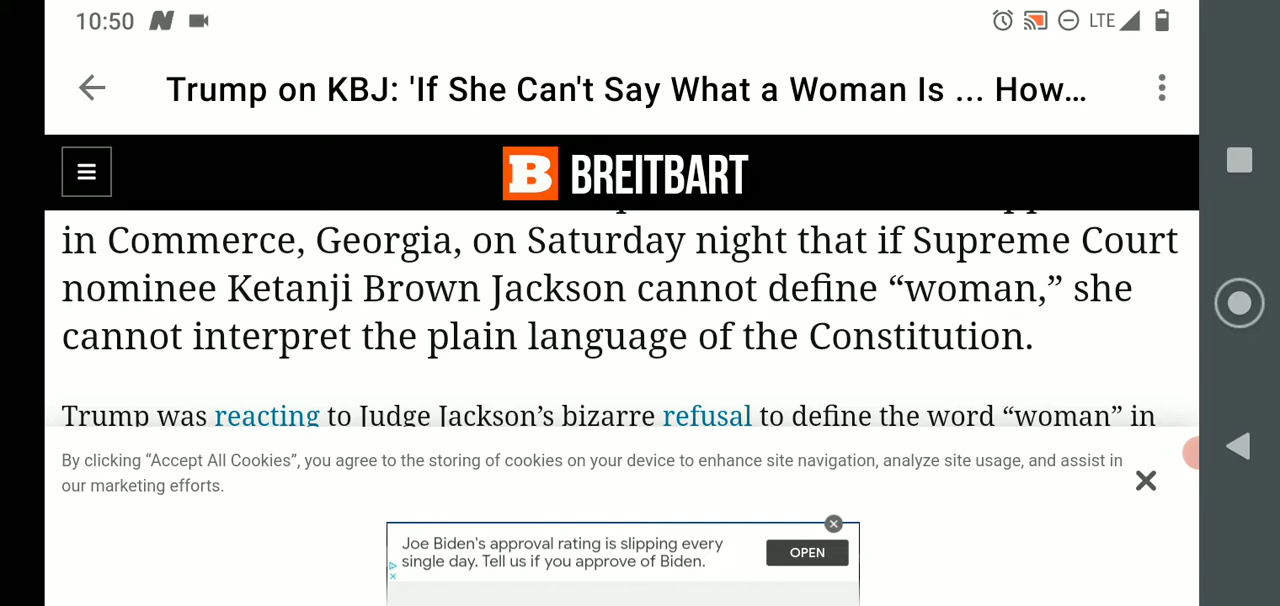 10:50
LTE
Trump on KBJ: 'If She Can't Say What a Woman Is ... How...
B BREITBART
in Commerce, Georgia, on Saturday night that if Supreme Court
nominee Ketanji Brown Jackson cannot define “woman,” she
cannot interpret the plain language of the Constitution.
Trump was reacting to Judge Jackson’s bizarre refusal to define the word “woman” in
By clicking “Accept All Cookies”, you agree to the storing of cookies on your device to enhance site navigation, analyze site usage, and assist in
our marketing efforts.
Joe Biden's approval rating is slipping every
single day. Tell us if you approve of Biden.
OPEN